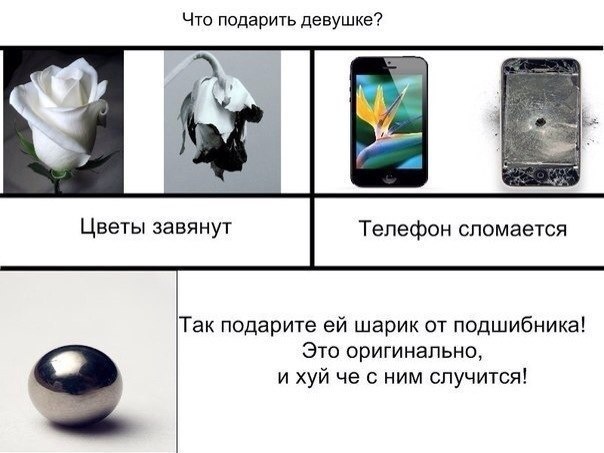 Что подарить девушке?
Цветы завянут
Телефон сломается
Так подарите ей шарик от подшибника!
Это оригинально,
и хуй че с ним случится!